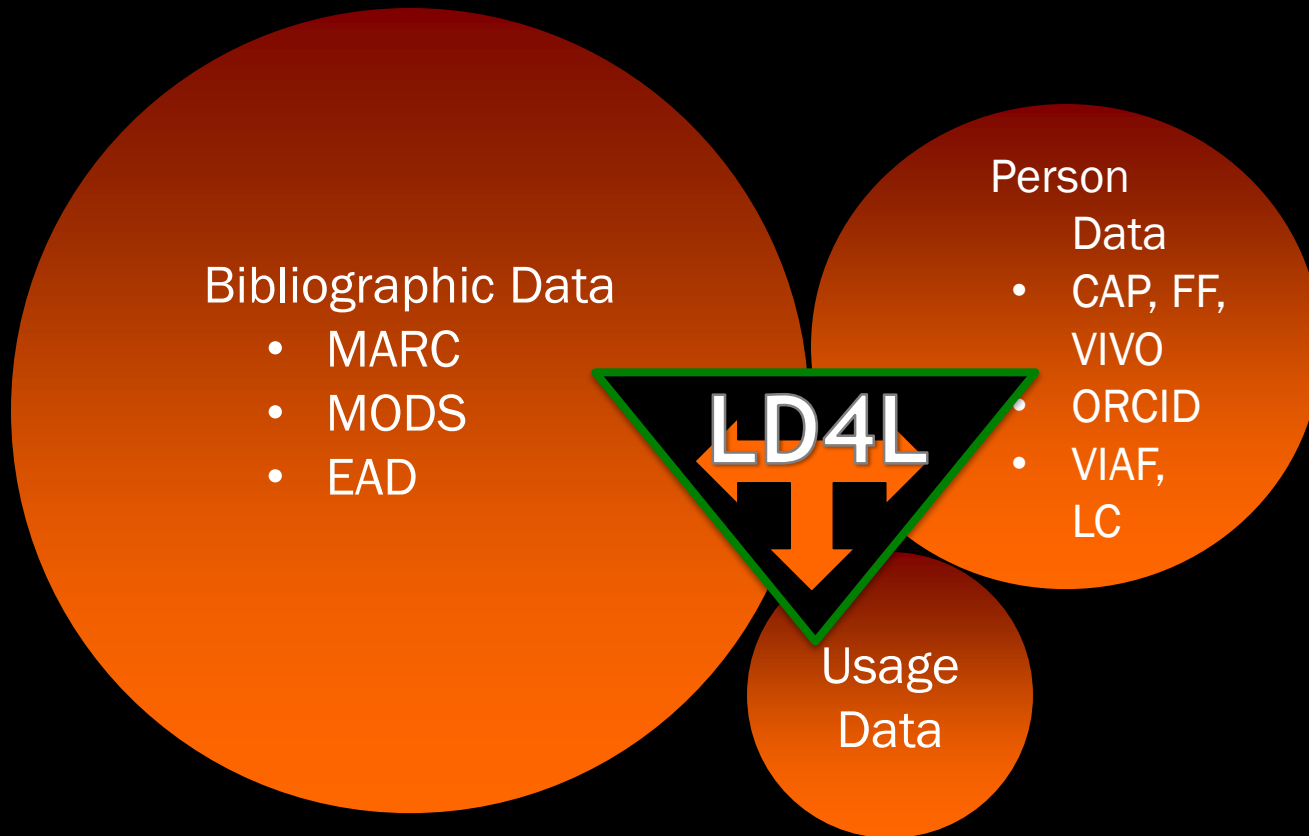 Bibliographic Data
• MARC
• MODS
• EAD
Person
Data
• CAP, FF,
VIVO
• ORCID
• VIAF,
LC
LD4L
Usage
Data